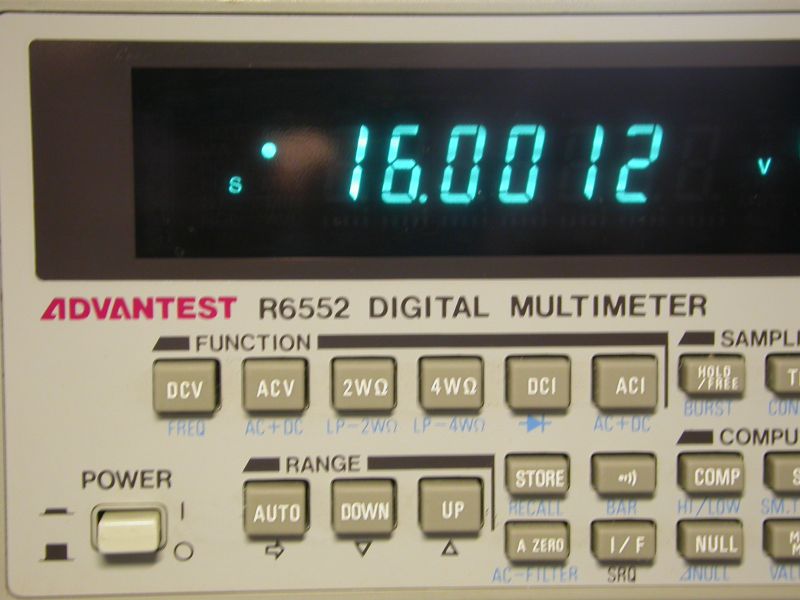 S 16.0012 V
ADVANTEST R6552 DIGITAL MULTIMETER
FUNCTION
DCV ACV 2WΩ 4WΩ DCI ACI HOLD/FREE
FREQ AC+DC LP-2WΩ LP-4WΩ AC+DC BURST
POWER RANGE
STORE COMP
RECALL BAR HI/LOW
AUTO DOWN UP
A ZERO I/F NULL
AC-FILTER SRQ ΔNULL